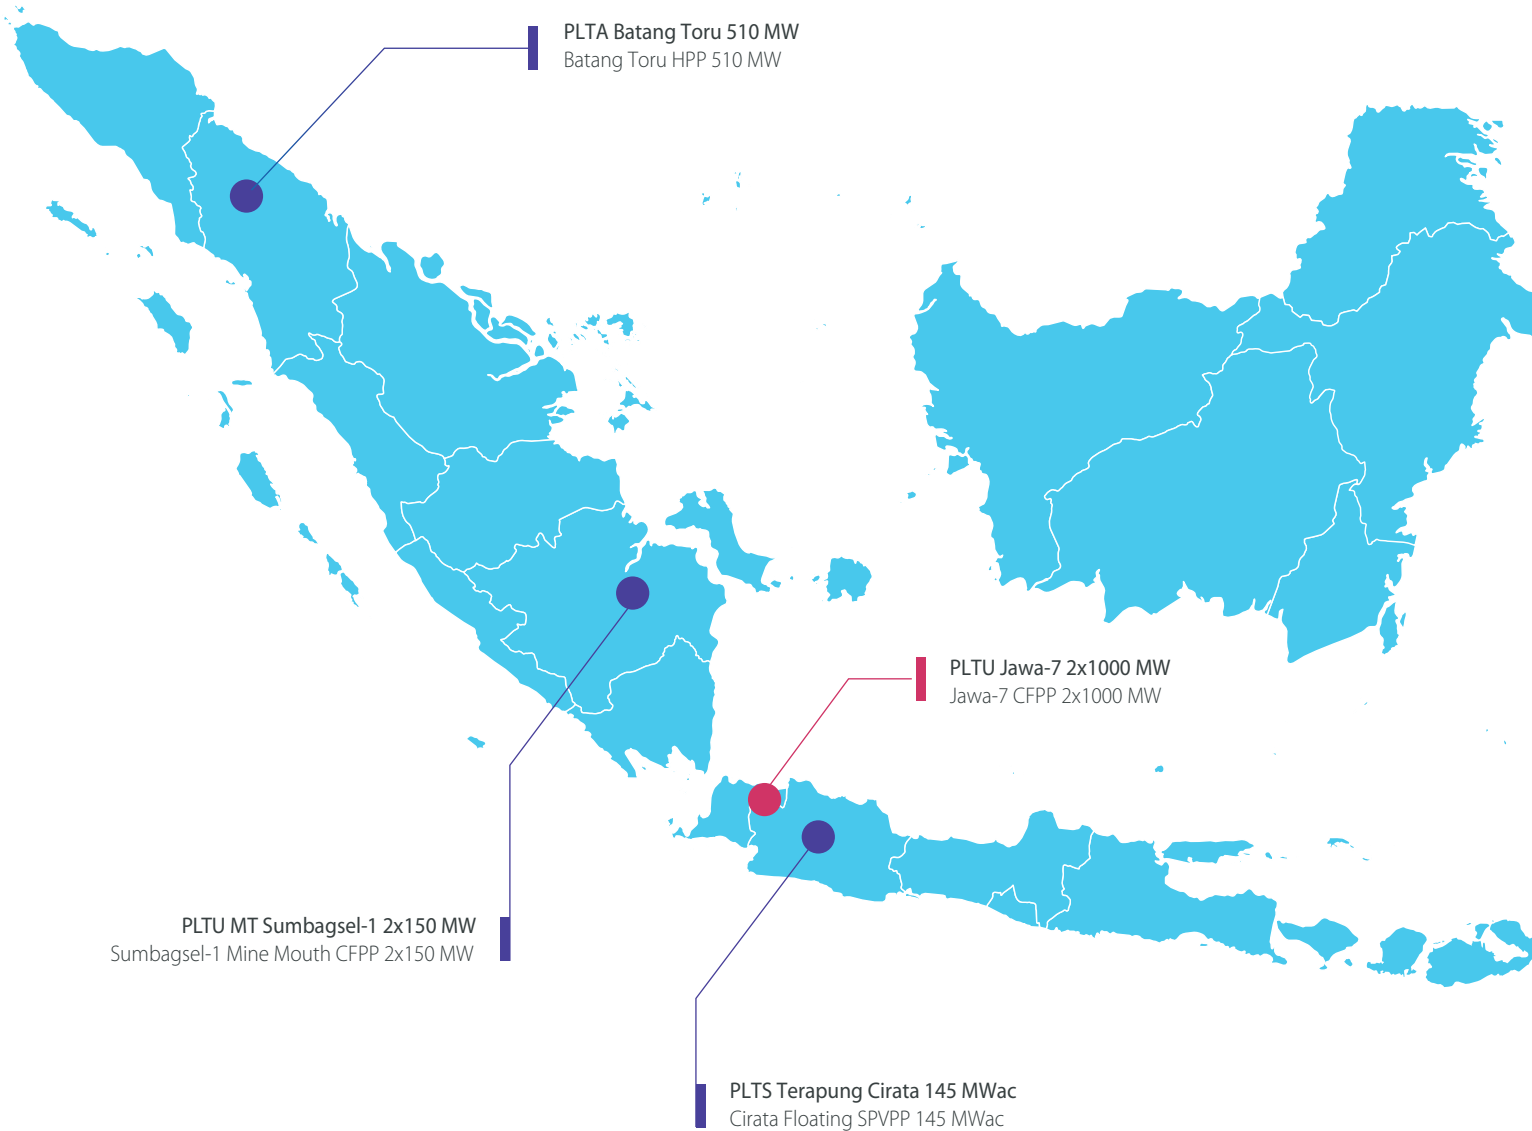 PLTA Batang Toru 510 MW
Batang Toru HPP 510 MW
PLTU Jawa-7 2x1000 MW
Jawa-7 CFPP 2x1000 MW
PLTU MT Sumbagsel-1 2x150 MW
Sumbagsel-1 Mine Mouth CFPP 2x150 MW
PLTS Terapung Cirata 145 MWac
Cirata Floating SPVPP 145 MWac